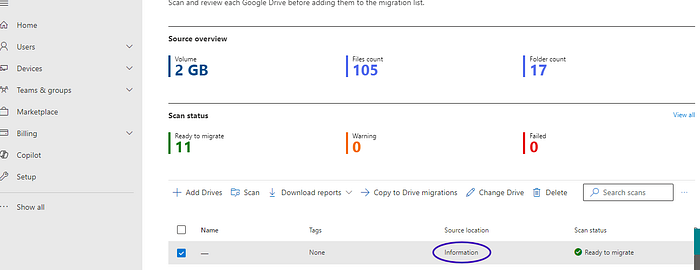 Scan and review each Google Drive before adding them to the migration list.
Home
Users
Devices
Teams & groups
Marketplace
Billing
Copilot
Setup
Show all
Source overview
Volume
2 GB
Files count
105
Folder count
17
Scan status
View all
Ready to migrate
11
Warning
0
Failed
0
Add Drives Scan Download reports Copy to Drive migrations Change Drive Delete Search scans
Name Tags Source location Scan status
— None Information Ready to migrate